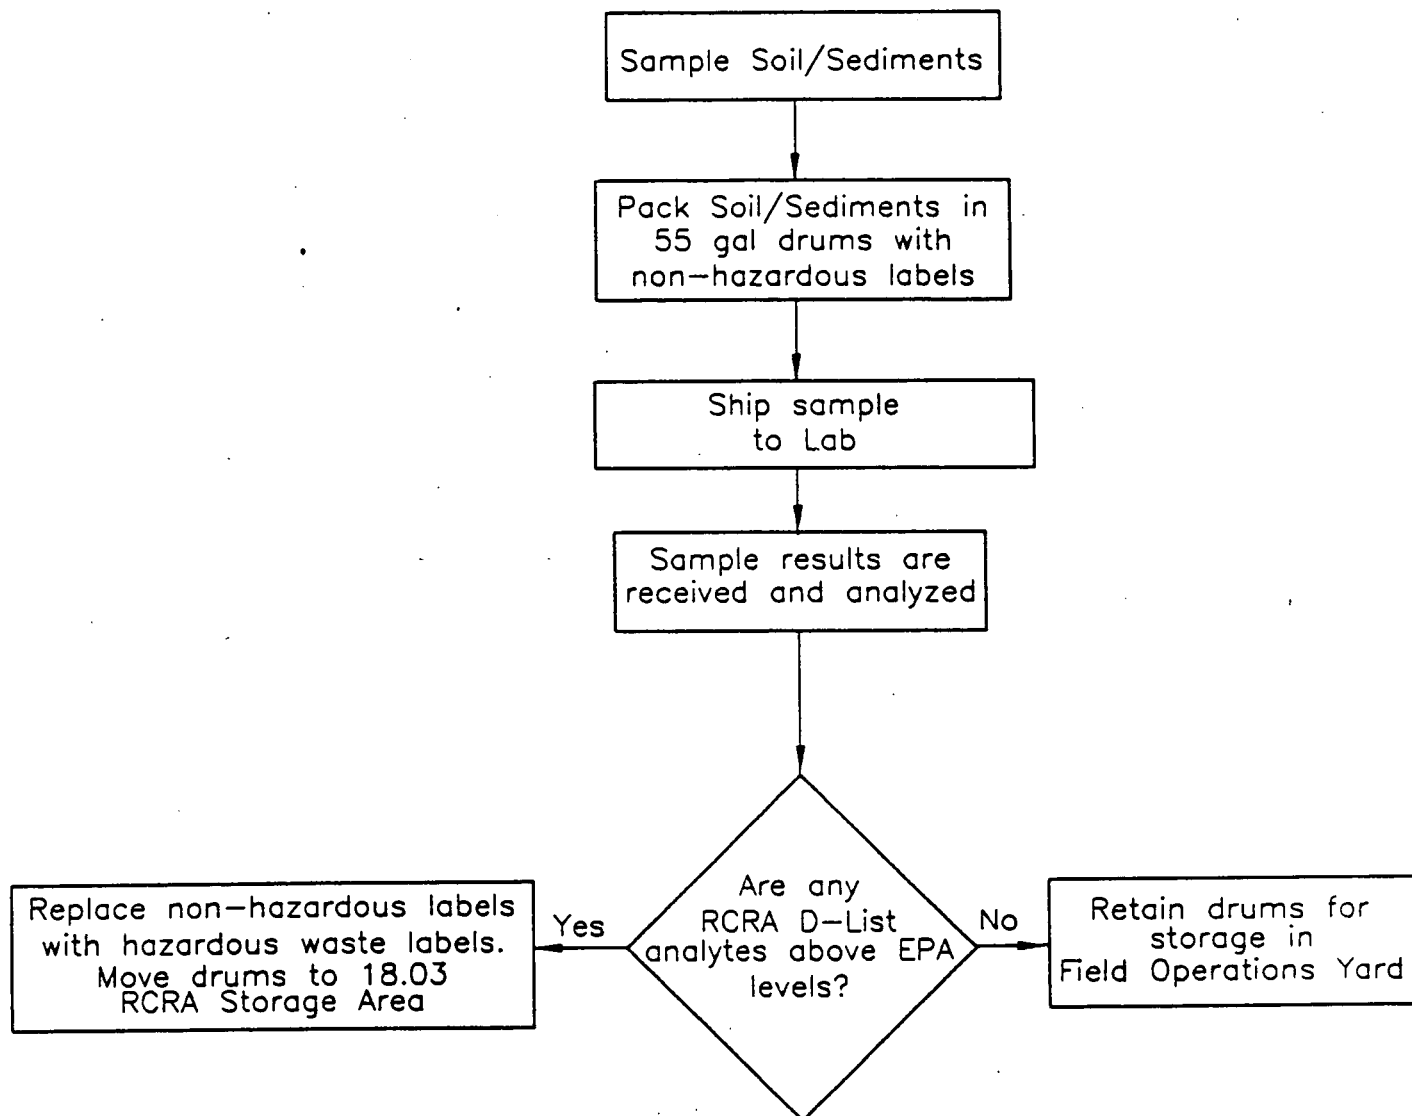 Sample Soil/Sediments
Pack Soil/Sediments in
55 gal drums with
non-hazardous labels
Ship sample
to Lab
Sample results are
received and analyzed
Are any
RCRA D-List
analytes above EPA
levels?
Yes
No
Replace non-hazardous labels
with hazardous waste labels.
Move drums to 18.03
RCRA Storage Area
Retain drums for
storage in
Field Operations Yard